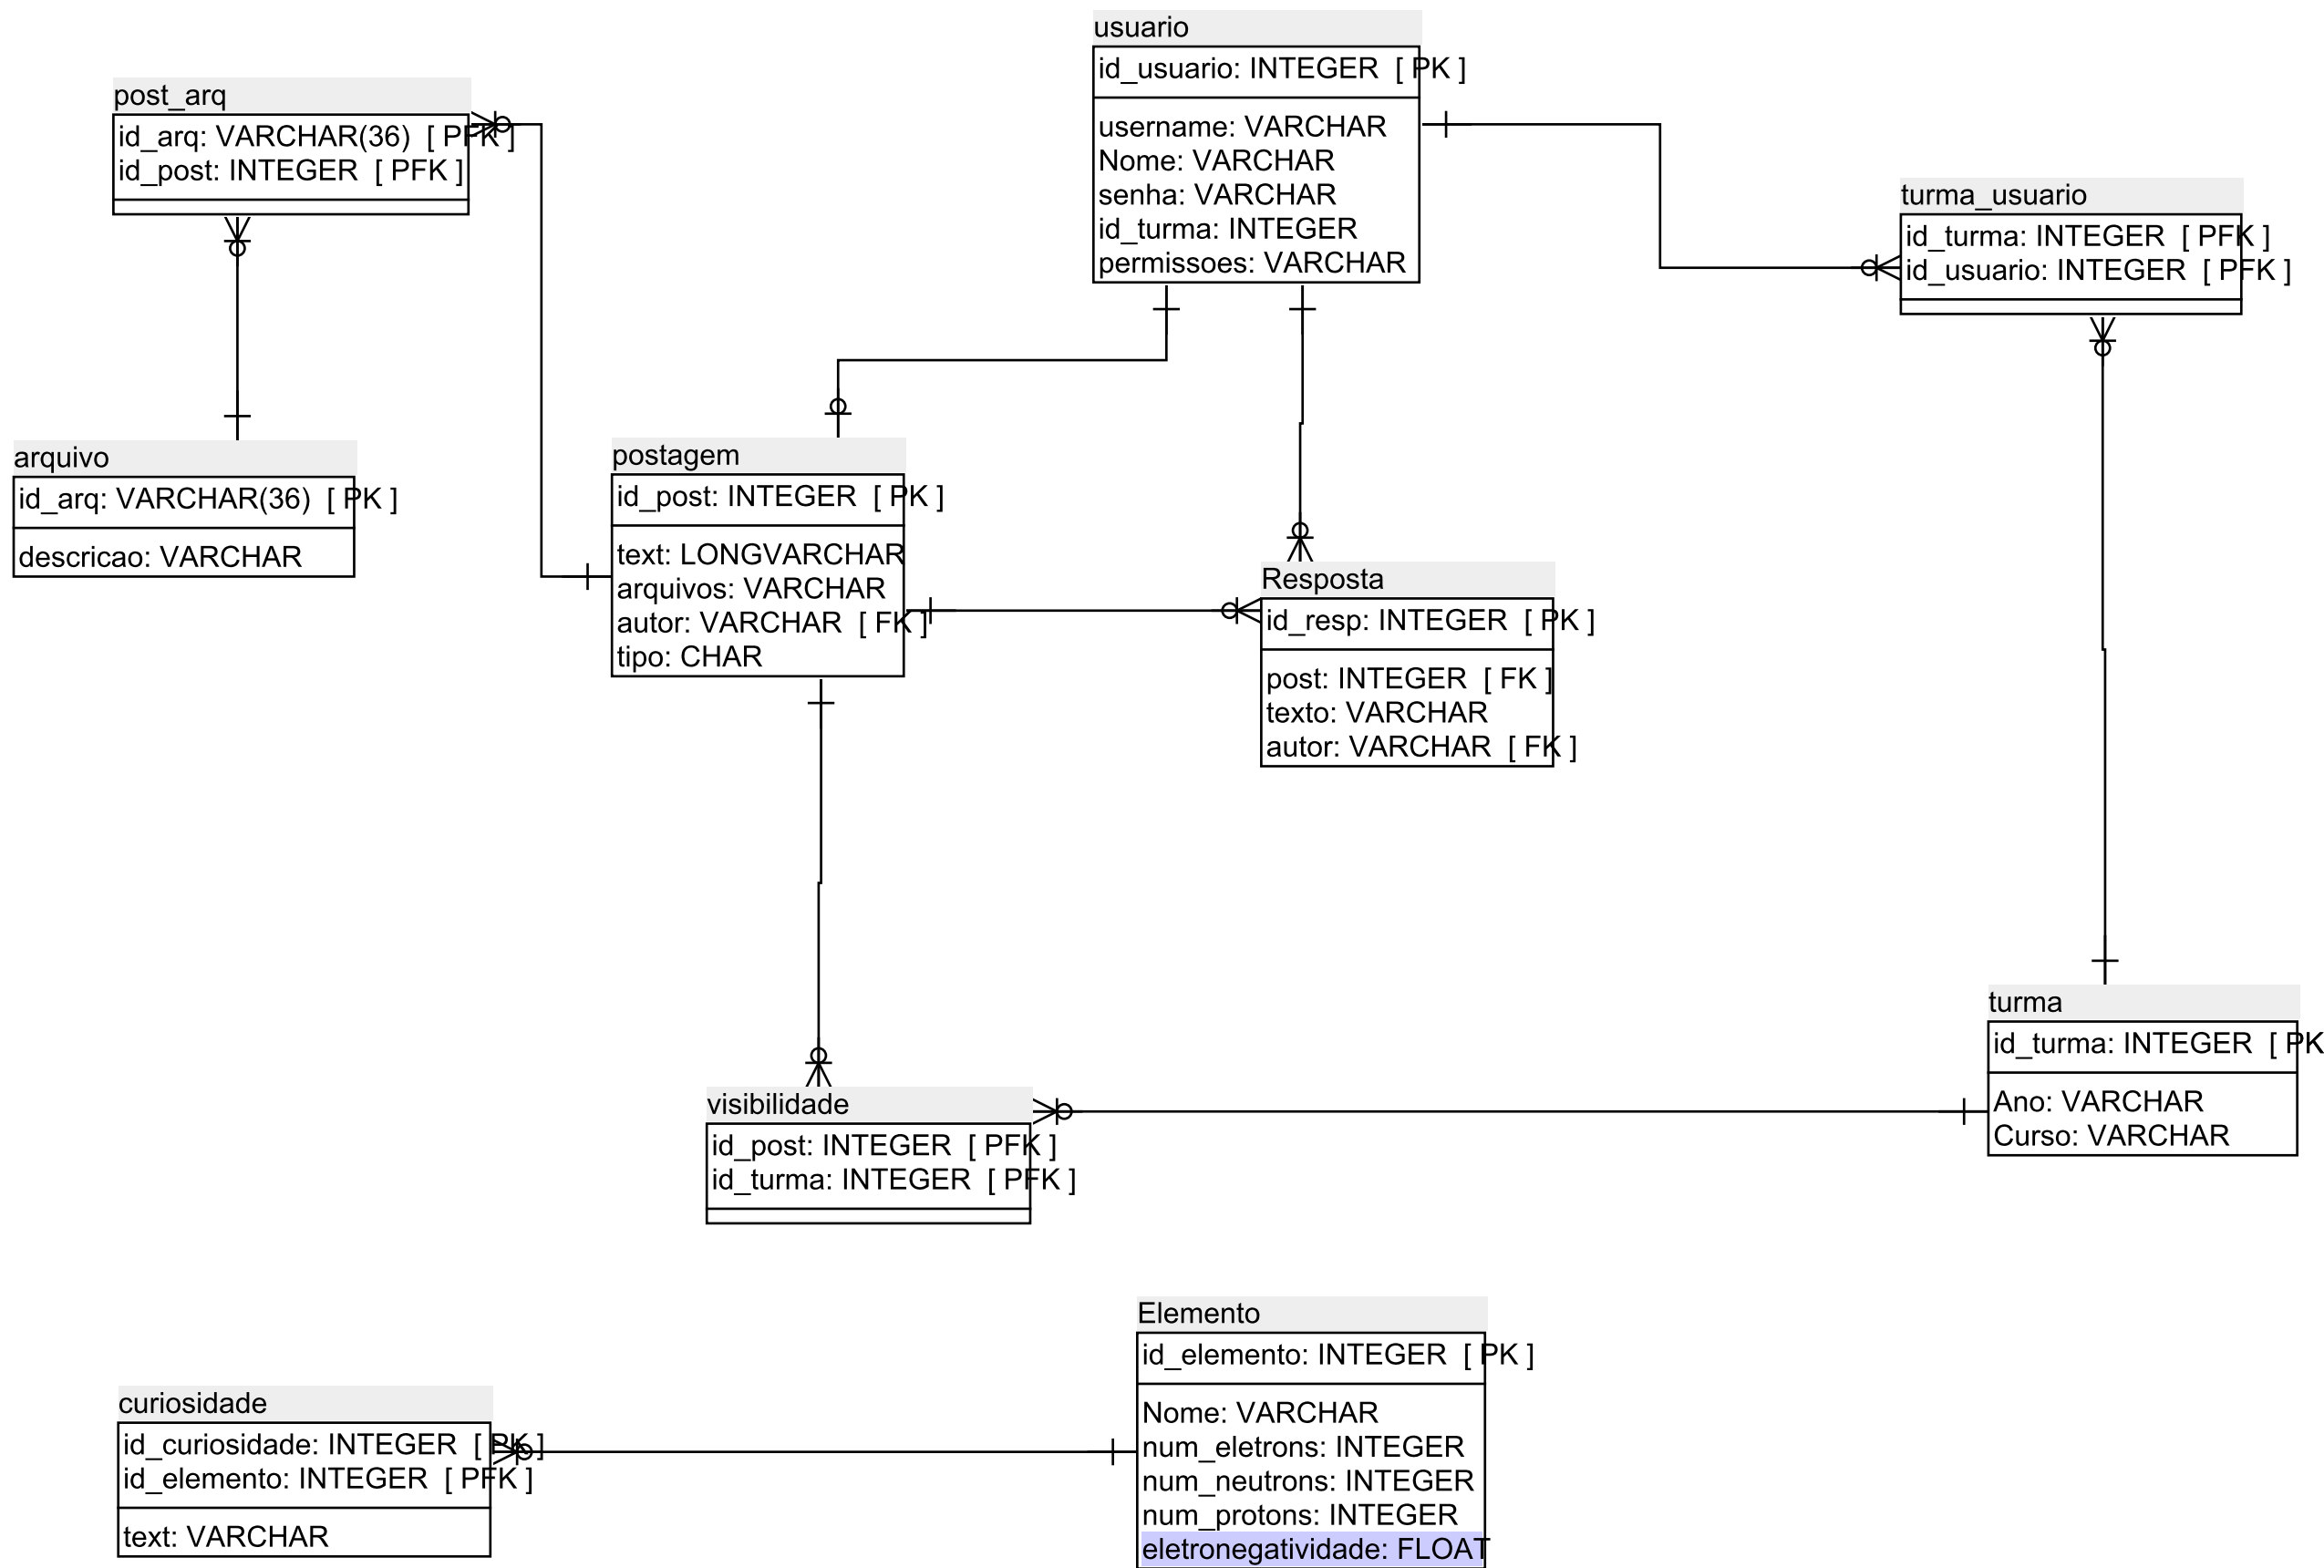 usuario
id_usuario: INTEGER [ PK ]
username: VARCHAR
Nome: VARCHAR
senha: VARCHAR
id_turma: INTEGER
permissoes: VARCHAR
post_arq
id_arq: VARCHAR(36) [ PFK ]
id_post: INTEGER [ PFK ]
turma_usuario
id_turma: INTEGER [ PFK ]
id_usuario: INTEGER [ PFK ]
arquivo
id_arq: VARCHAR(36) [ PK ]
descricao: VARCHAR
postagem
id_post: INTEGER [ PK ]
text: LONGVARCHAR
arquivos: VARCHAR
autor: VARCHAR [ FK ]
tipo: CHAR
Resposta
id_resp: INTEGER [ PK ]
post: INTEGER [ FK ]
texto: VARCHAR
autor: VARCHAR [ FK ]
turma
id_turma: INTEGER [ PK
Ano: VARCHAR
Curso: VARCHAR
visibilidade
id_post: INTEGER [ PFK ]
id_turma: INTEGER [ PFK ]
Elemento
id_elemento: INTEGER [ PK ]
Nome: VARCHAR
num_eletrons: INTEGER
num_neutrons: INTEGER
num_protons: INTEGER
eletronegatividade: FLOAT
curiosidade
id_curiosidade: INTEGER [ PK ]
id_elemento: INTEGER [ PFK ]
text: VARCHAR